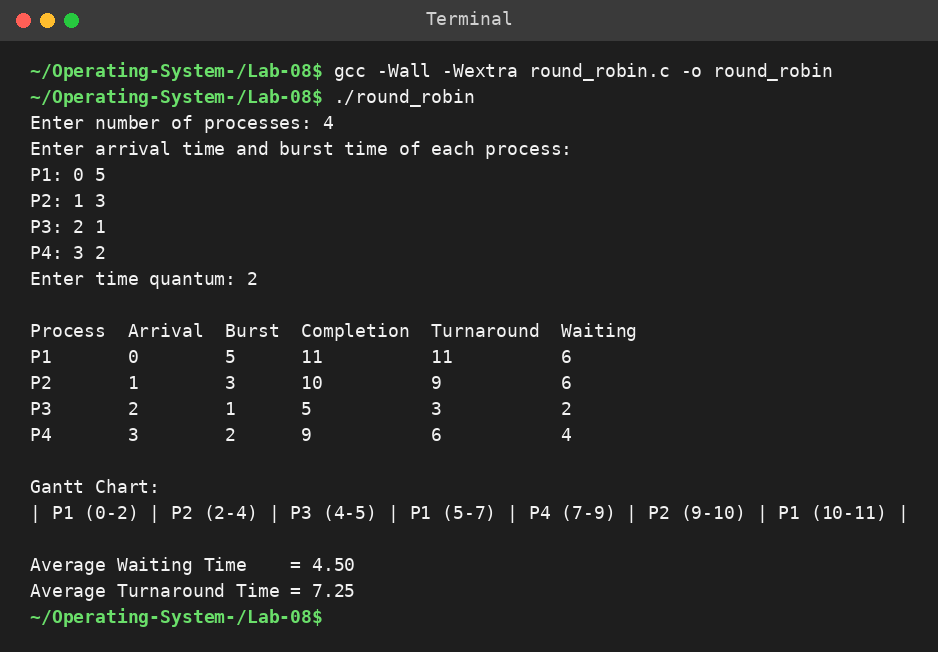 Terminal
~/Operating-System-/Lab-08$ gcc -Wall -Wextra round_robin.c -o round_robin
~/Operating-System-/Lab-08$ ./round_robin
Enter number of processes: 4
Enter arrival time and burst time of each process:
P1: 0 5
P2: 1 3
P3: 2 1
P4: 3 2
Enter time quantum: 2
Process  Arrival  Burst  Completion  Turnaround  Waiting
P1       0        5      11          11          6
P2       1        3      10          9           6
P3       2        1      5           3           2
P4       3        2      9           6           4
Gantt Chart:
| P1 (0-2) | P2 (2-4) | P3 (4-5) | P1 (5-7) | P4 (7-9) | P2 (9-10) | P1 (10-11) |
Average Waiting Time    = 4.50
Average Turnaround Time = 7.25
~/Operating-System-/Lab-08$